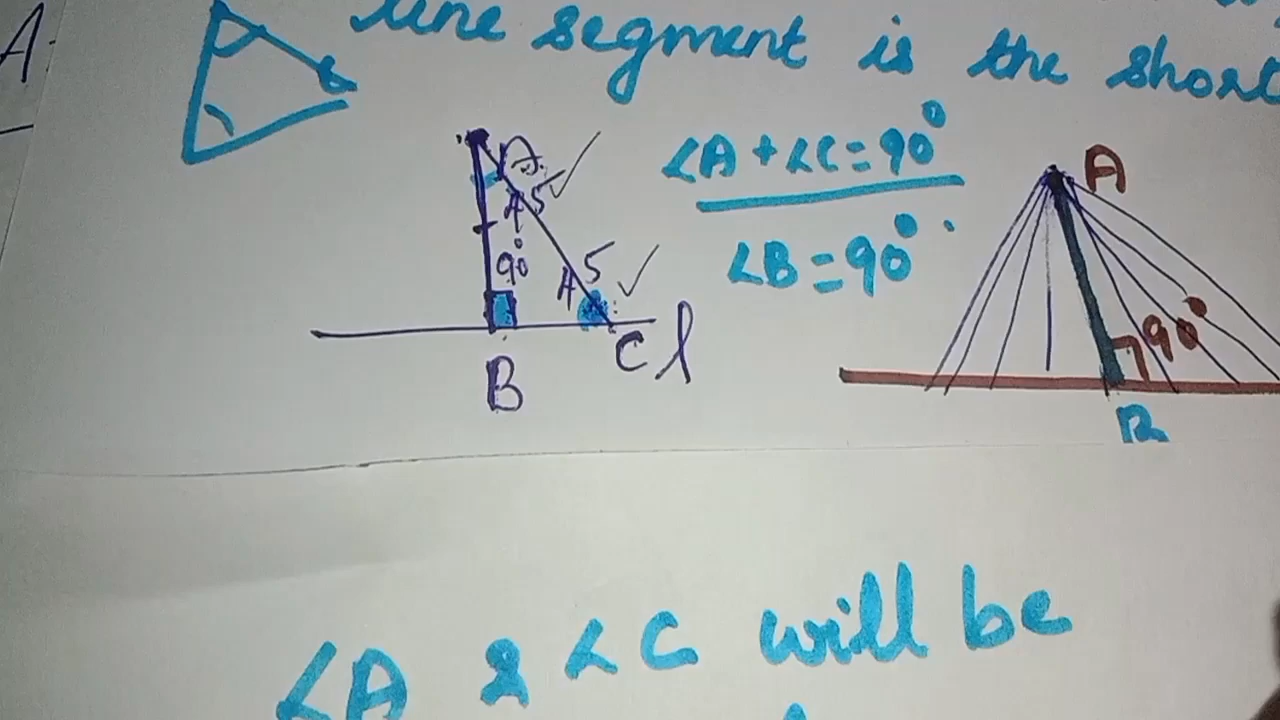 line segment is the short
A
∠A + ∠C = 90°
A
45 ✓
∠B = 90°
90°
45 ✓
90°
C l
B
B
∠A & ∠C will be